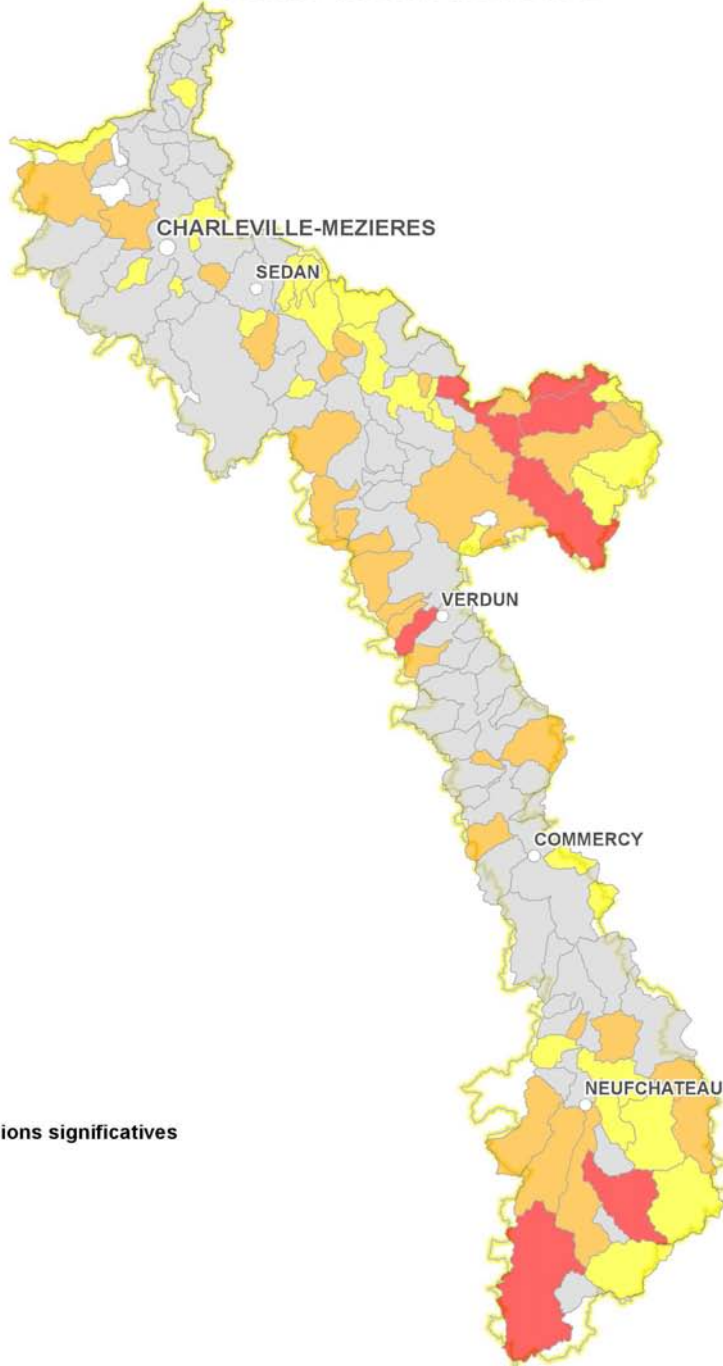 CHARLEVILLE-MEZIERES
SEDAN
VERDUN
COMMERCY
NEUFCHATEAU
ions significatives